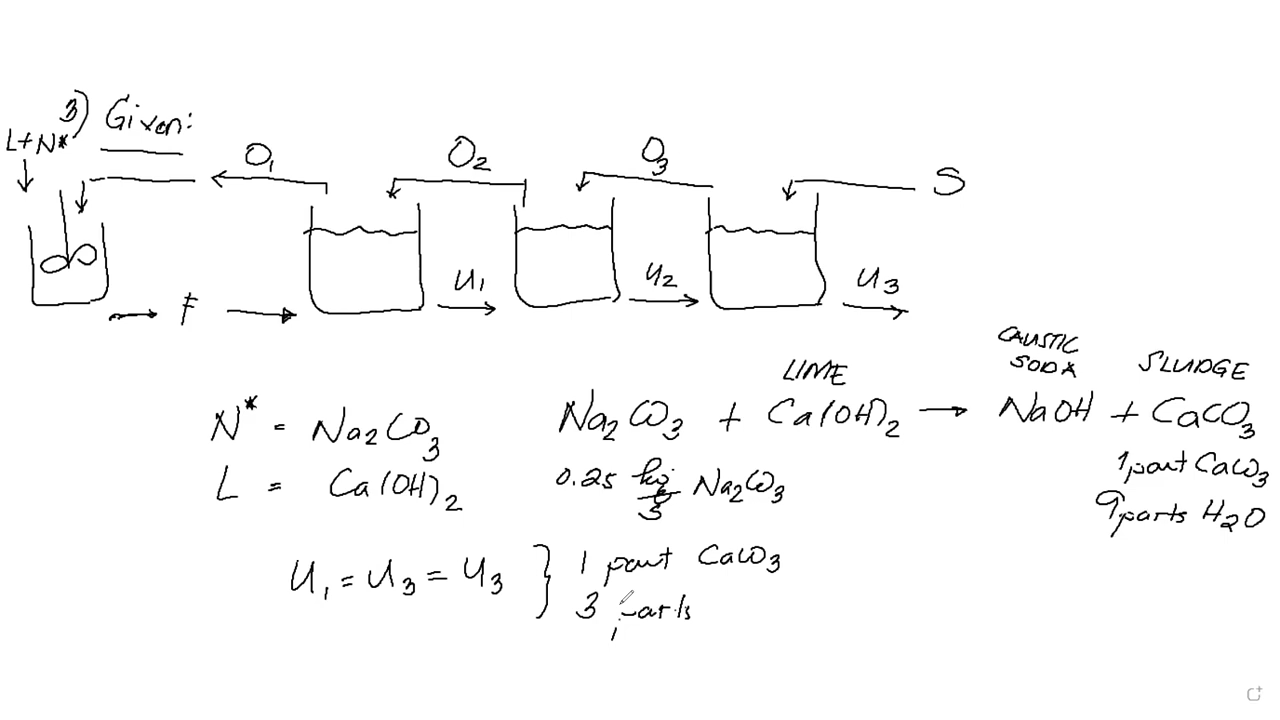 3) Given:
L+N*
O₁
O₂
O₃
S
F
U₁
U₂
U₃
CAUSTIC SODA
SLUDGE
LIME
N* = Na₂CO₃
Na₂CO₃ + Ca(OH)₂ → NaOH + CaCO₃
L = Ca(OH)₂
0.25 kg/s Na₂CO₃
1 part CaCO₃
9 parts H₂O
U₁ = U₃ = U₃ } 1 part CaCO₃
3 parts